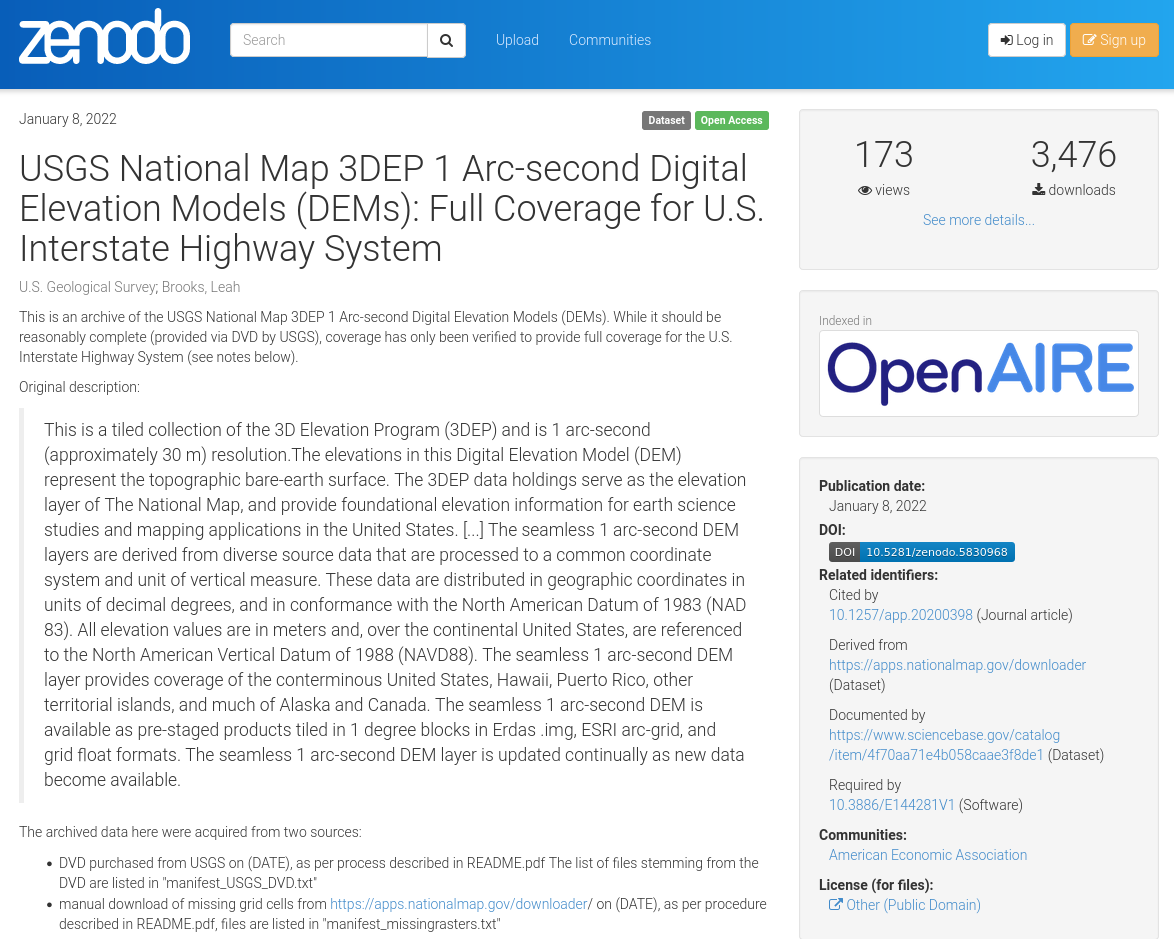 zenodo
Search
Upload
Communities
Log in
Sign up
January 8, 2022
Dataset
Open Access
USGS National Map 3DEP 1 Arc-second Digital
Elevation Models (DEMs): Full Coverage for U.S.
Interstate Highway System
U.S. Geological Survey; Brooks, Leah
This is an archive of the USGS National Map 3DEP 1 Arc-second Digital Elevation Models (DEMs). While it should be
reasonably complete (provided via DVD by USGS), coverage has only been verified to provide full coverage for the U.S.
Interstate Highway System (see notes below).
Original description:
This is a tiled collection of the 3D Elevation Program (3DEP) and is 1 arc-second
(approximately 30 m) resolution.The elevations in this Digital Elevation Model (DEM)
represent the topographic bare-earth surface. The 3DEP data holdings serve as the elevation
layer of The National Map, and provide foundational elevation information for earth science
studies and mapping applications in the United States. [...] The seamless 1 arc-second DEM
layers are derived from diverse source data that are processed to a common coordinate
system and unit of vertical measure. These data are distributed in geographic coordinates in
units of decimal degrees, and in conformance with the North American Datum of 1983 (NAD
83). All elevation values are in meters and, over the continental United States, are referenced
to the North American Vertical Datum of 1988 (NAVD88). The seamless 1 arc-second DEM
layer provides coverage of the conterminous United States, Hawaii, Puerto Rico, other
territorial islands, and much of Alaska and Canada. The seamless 1 arc-second DEM is
available as pre-staged products tiled in 1 degree blocks in Erdas .img, ESRI arc-grid, and
grid float formats. The seamless 1 arc-second DEM layer is updated continually as new data
become available.
The archived data here were acquired from two sources:
• DVD purchased from USGS on (DATE), as per process described in README.pdf The list of files stemming from the
DVD are listed in "manifest_USGS_DVD.txt"
• manual download of missing grid cells from https://apps.nationalmap.gov/downloader/ on (DATE), as per procedure
described in README.pdf, files are listed in "manifest_missingrasters.txt"
173
views
3,476
downloads
See more details...
Indexed in
OpenAIRE
Publication date:
January 8, 2022
DOI:
DOI 10.5281/zenodo.5830968
Related identifiers:
Cited by
10.1257/app.20200398 (Journal article)
Derived from
https://apps.nationalmap.gov/downloader
(Dataset)
Documented by
https://www.sciencebase.gov/catalog
/item/4f70aa71e4b058caae3f8de1 (Dataset)
Required by
10.3886/E144281V1 (Software)
Communities:
American Economic Association
License (for files):
Other (Public Domain)